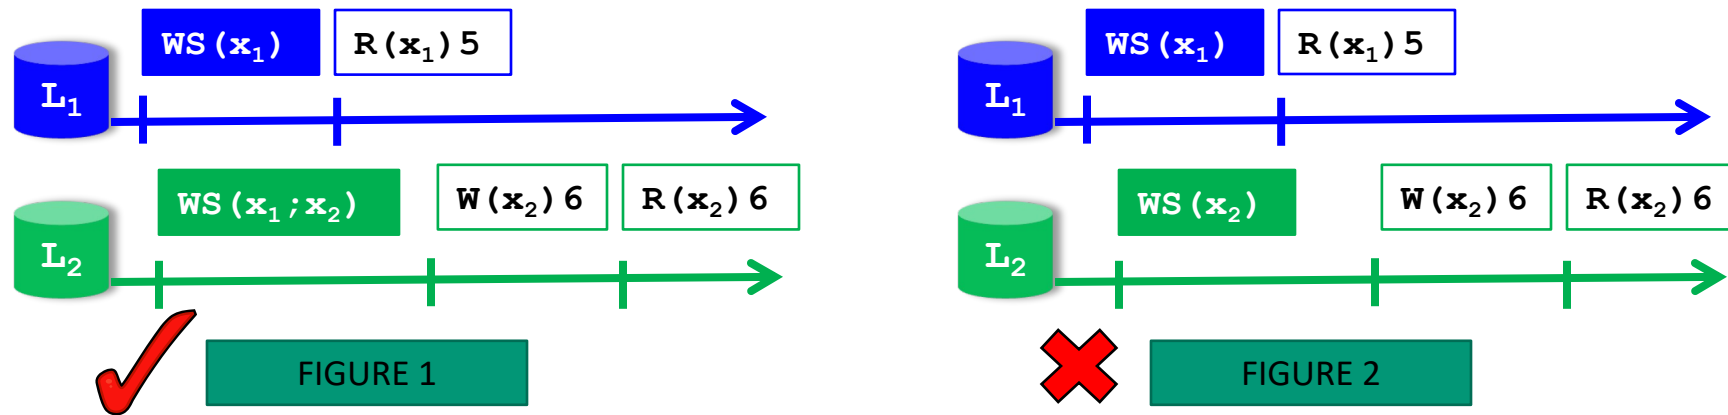 WS(x₁) R(x₁)5
L₁
WS(x₁;x₂) W(x₂)6 R(x₂)6
L₂
FIGURE 1
WS(x₁) R(x₁)5
L₁
WS(x₂) W(x₂)6 R(x₂)6
L₂
FIGURE 2